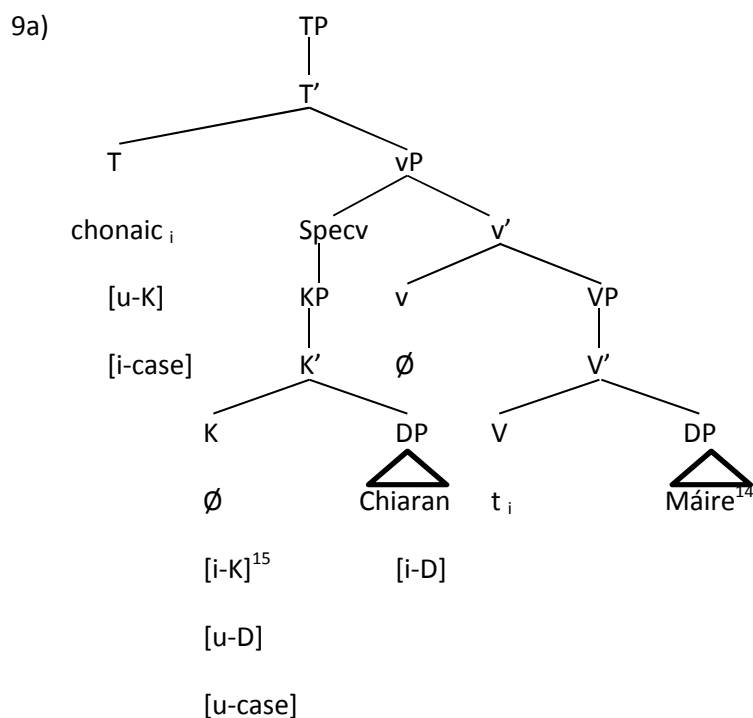 9a) TP
T’
T vP
chonaic i Specv v’
[u-K] KP v VP
[i-case] K’ Ø V’
K DP V DP
Ø Chiaran t i Máire14
[i-K]15 [i-D]
[u-D]
[u-case]